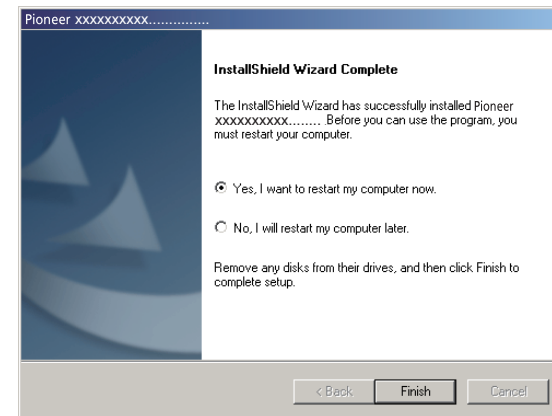 Pioneer xxxxxxxxxx...............
InstallShield Wizard Complete
The InstallShield Wizard has successfully installed Pioneer
xxxxxxxxxx........ .Before you can use the program, you
must restart your computer.
Yes, I want to restart my computer now.
No, I will restart my computer later.
Remove any disks from their drives, and then click Finish to
complete setup.
< Back Finish Cancel